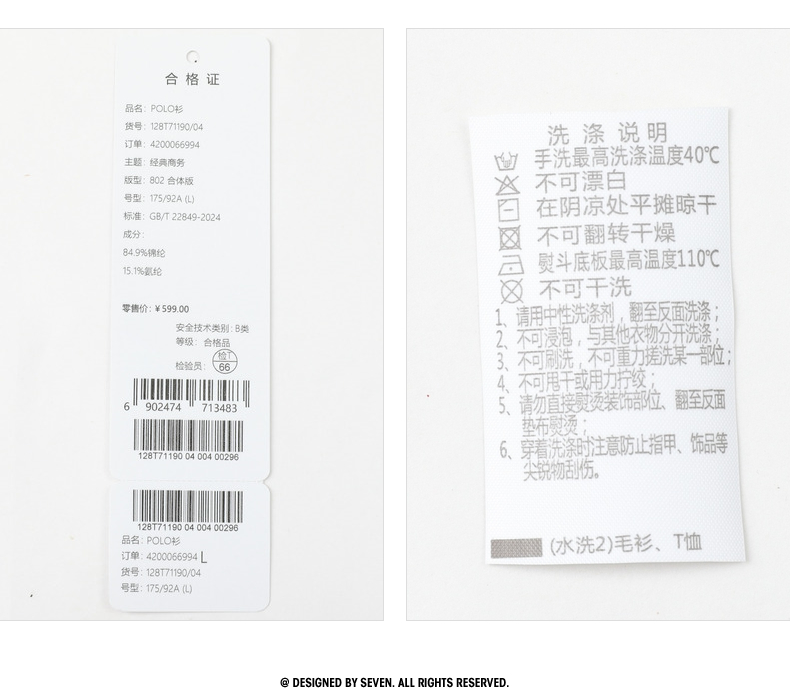 合格证
品名：POLO衫
货号：128T71190/04
订单：4200066994
主题：经典商务
版型：802 合体版
号型：175/92A (L)
标准：GB/T 22849-2024
成分：
84.9%锦纶
15.1%氨纶
零售价：￥599.00
安全技术类别：B类
等级：合格品
检验员：检T 66
6 902474 713483
128T71190 04 004 00296
128T71190 04 004 00296
品名：POLO衫
订单：4200066994 L
货号：128T71190/04
号型：175/92A (L)
洗涤说明
手洗最高洗涤温度40℃
不可漂白
在阴凉处平摊晾干
不可翻转干燥
熨斗底板最高温度110℃
不可干洗
1、请用中性洗涤剂，翻至反面洗涤；
2、不可浸泡，与其他衣物分开洗涤；
3、不可刷洗，不可重力搓洗某一部位；
4、不可甩干或用力拧绞；
5、请勿直接熨烫装饰部位、翻至反面
垫布熨烫；
6、穿着洗涤时注意防止指甲、饰品等
尖锐物刮伤。
(水洗2)毛衫、T恤
@ DESIGNED BY SEVEN. ALL RIGHTS RESERVED.